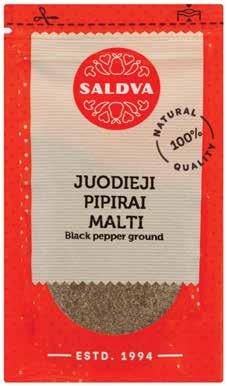 SALDVA
NATURAL
100%
QUALITY
JUODIEJI
PIPIRAI
MALTI
Black pepper ground
ESTD. 1994